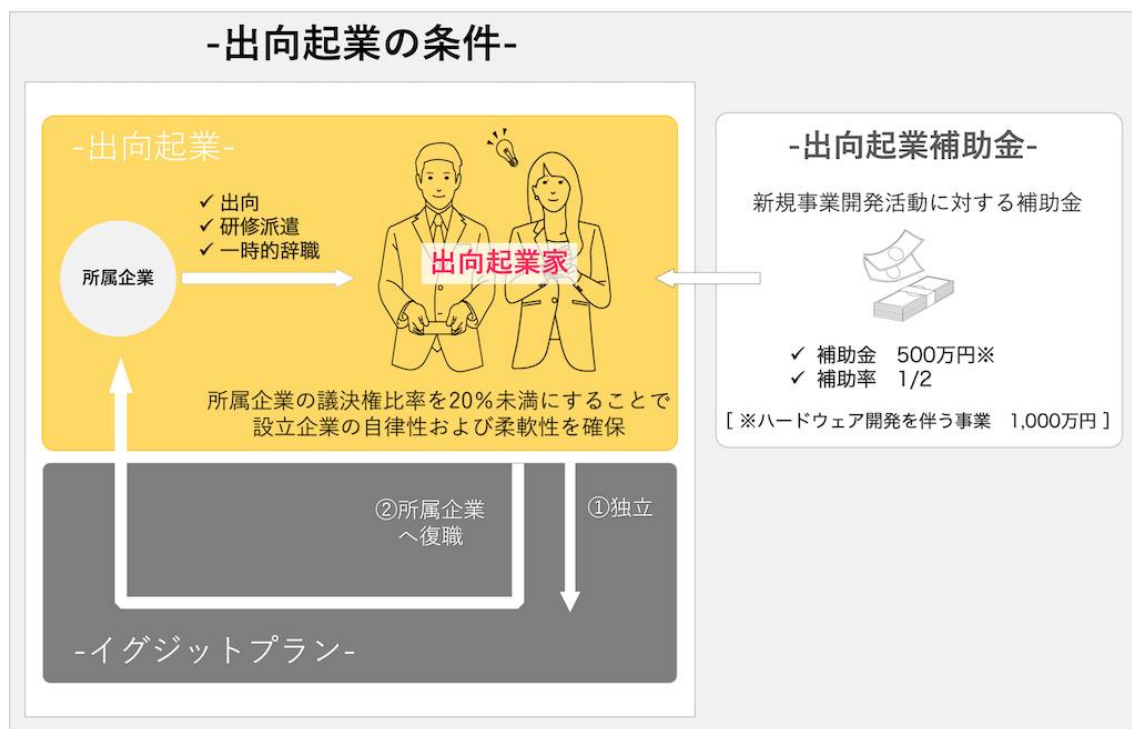 -出向起業の条件-
-出向起業-
✓ 出向
✓ 研修派遣
✓ 一時的辞職
所属企業
出向起業家
所属企業の議決権比率を20%未満にすることで
設立企業の自律性および柔軟性を確保
②所属企業
へ復職
①独立
-イグジットプラン-
-出向起業補助金-
新規事業開発活動に対する補助金
✓ 補助金 500万円※
✓ 補助率 1/2
[ ※ハードウェア開発を伴う事業 1,000万円 ]